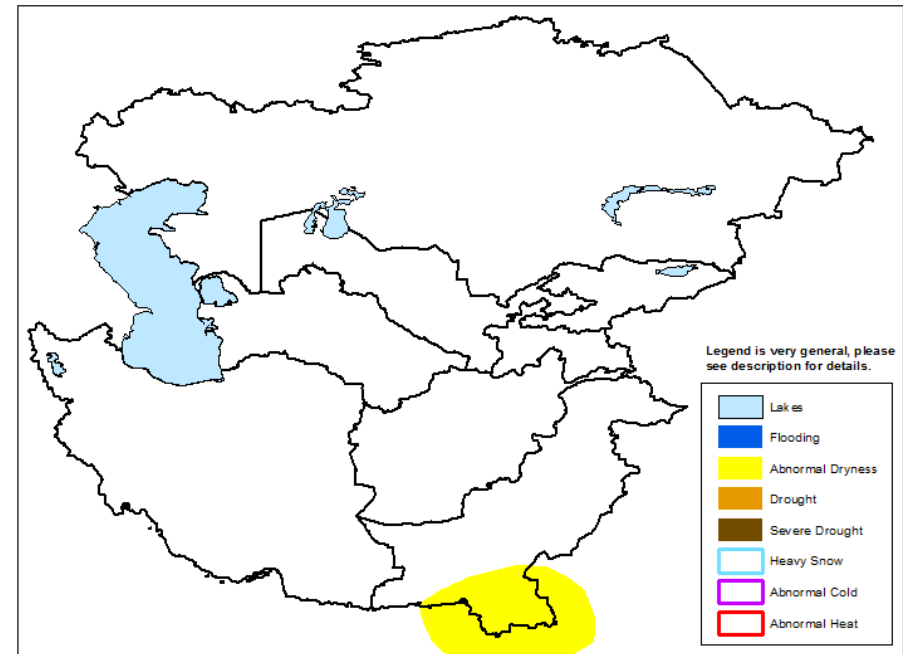 Legend is very general, please
see description for details.
Lakes
Flooding
Abnormal Dryness
Drought
Severe Drought
Heavy Snow
Abnormal Cold
Abnormal Heat